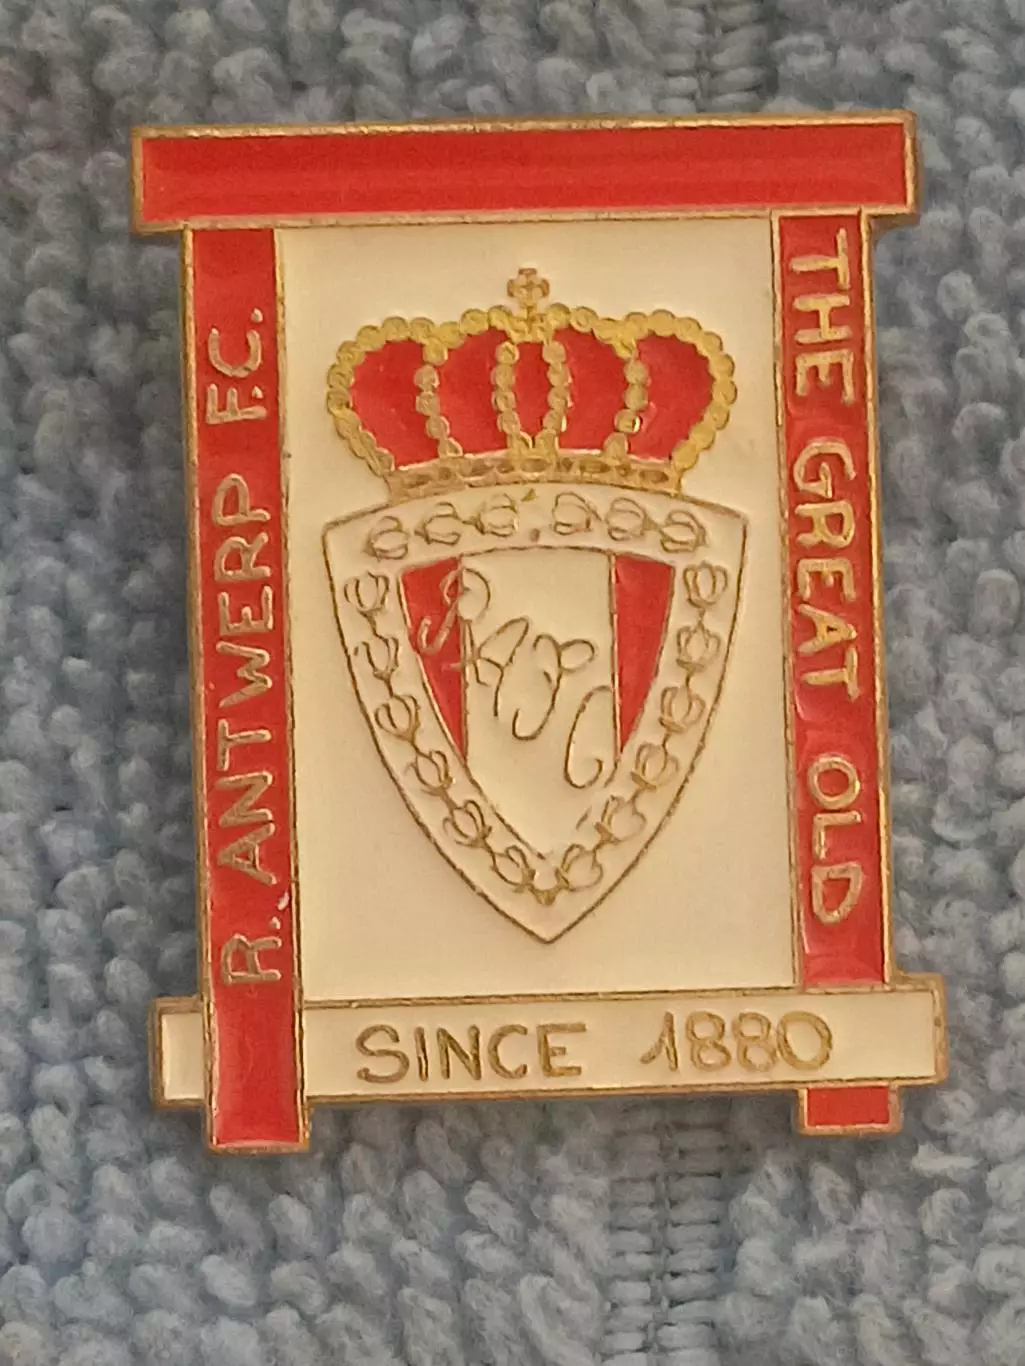 R. ANTWERP F.C.
THE GREAT OLD
SINCE 1880